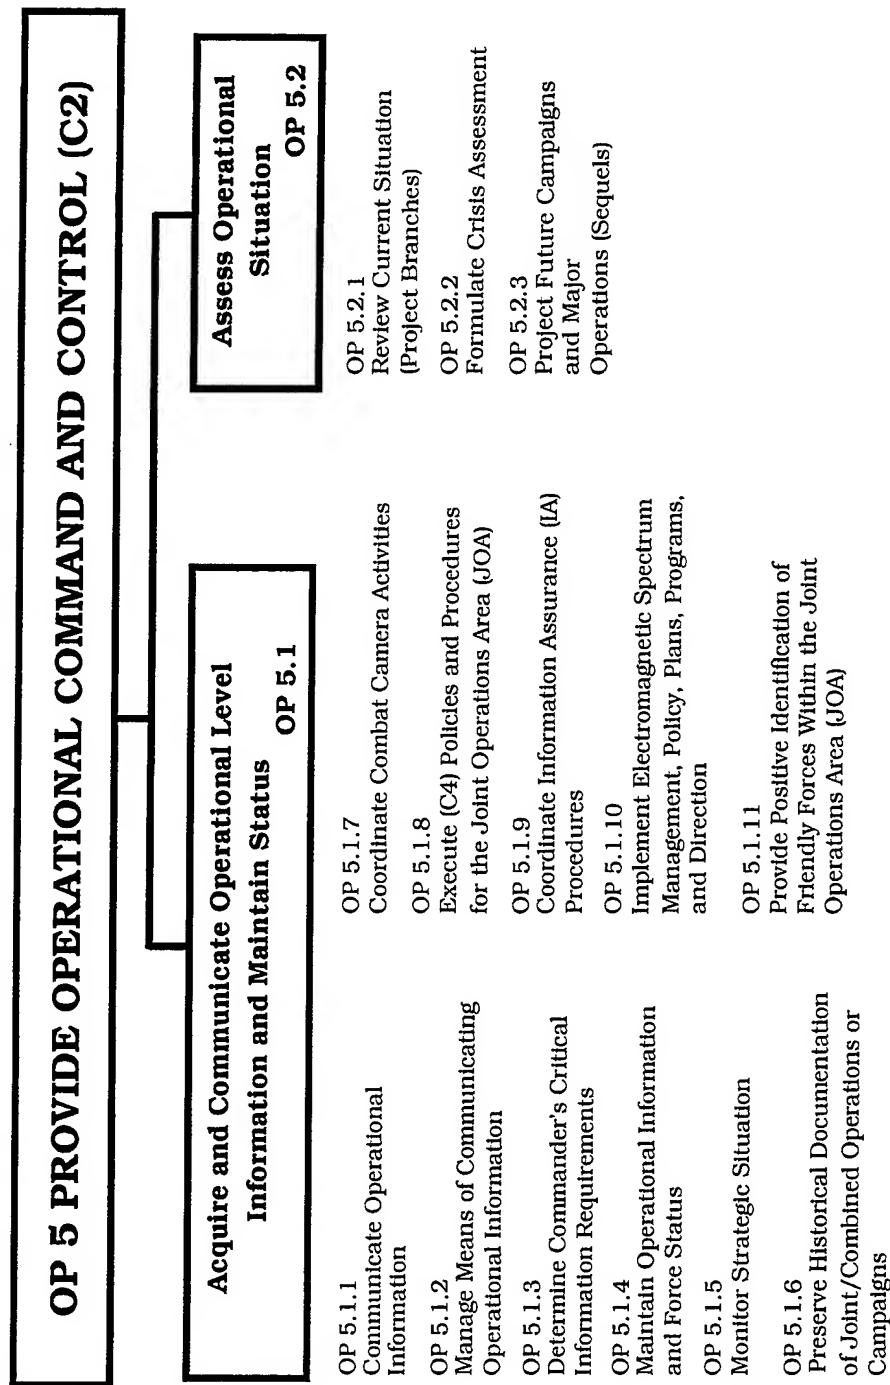 OP 5 PROVIDE OPERATIONAL COMMAND AND CONTROL (C2)
Acquire and Communicate Operational Level
Information and Maintain Status
OP 5.1
OP 5.1.1
Communicate Operational
Information
OP 5.1.2
Manage Means of Communicating
Operational Information
OP 5.1.3
Determine Commander's Critical
Information Requirements
OP 5.1.4
Maintain Operational Information
and Force Status
OP 5.1.5
Monitor Strategic Situation
OP 5.1.6
Preserve Historical Documentation
of Joint/Combined Operations or
Campaigns
OP 5.1.7
Coordinate Combat Camera Activities
OP 5.1.8
Execute (C4) Policies and Procedures
for the Joint Operations Area (JOA)
OP 5.1.9
Coordinate Information Assurance (IA)
Procedures
OP 5.1.10
Implement Electromagnetic Spectrum
Management, Policy, Plans, Programs,
and Direction
OP 5.1.11
Provide Positive Identification of
Friendly Forces Within the Joint
Operations Area (JOA)
Assess Operational
Situation
OP 5.2
OP 5.2.1
Review Current Situation
(Project Branches)
OP 5.2.2
Formulate Crisis Assessment
OP 5.2.3
Project Future Campaigns
and Major
Operations (Sequels)